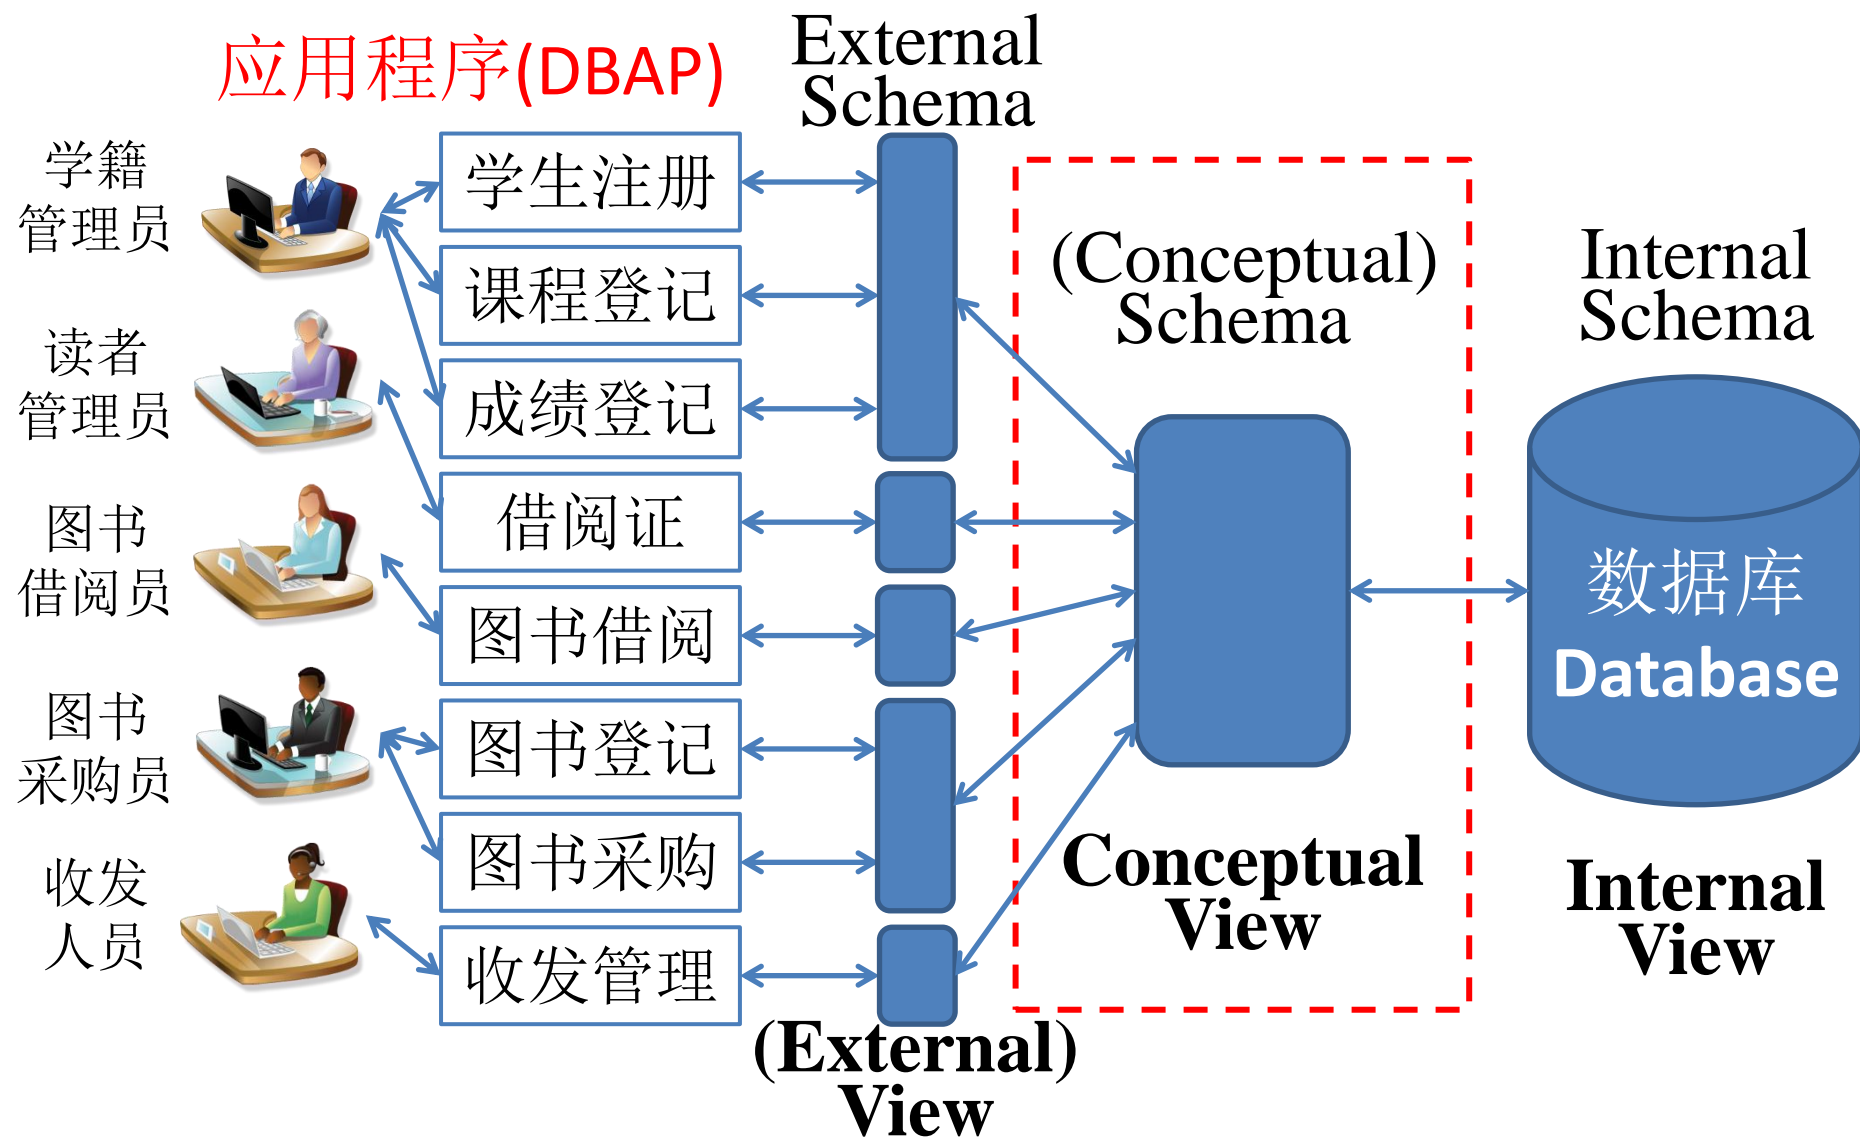 应用程序(DBAP)
External
Schema
学籍
管理员
读者
管理员
图书
借阅员
图书
采购员
收发
人员
学生注册
课程登记
成绩登记
借阅证
图书借阅
图书登记
图书采购
收发管理
(External)
View
(Conceptual)
Schema
Conceptual
View
Internal
Schema
数据库
Database
Internal
View